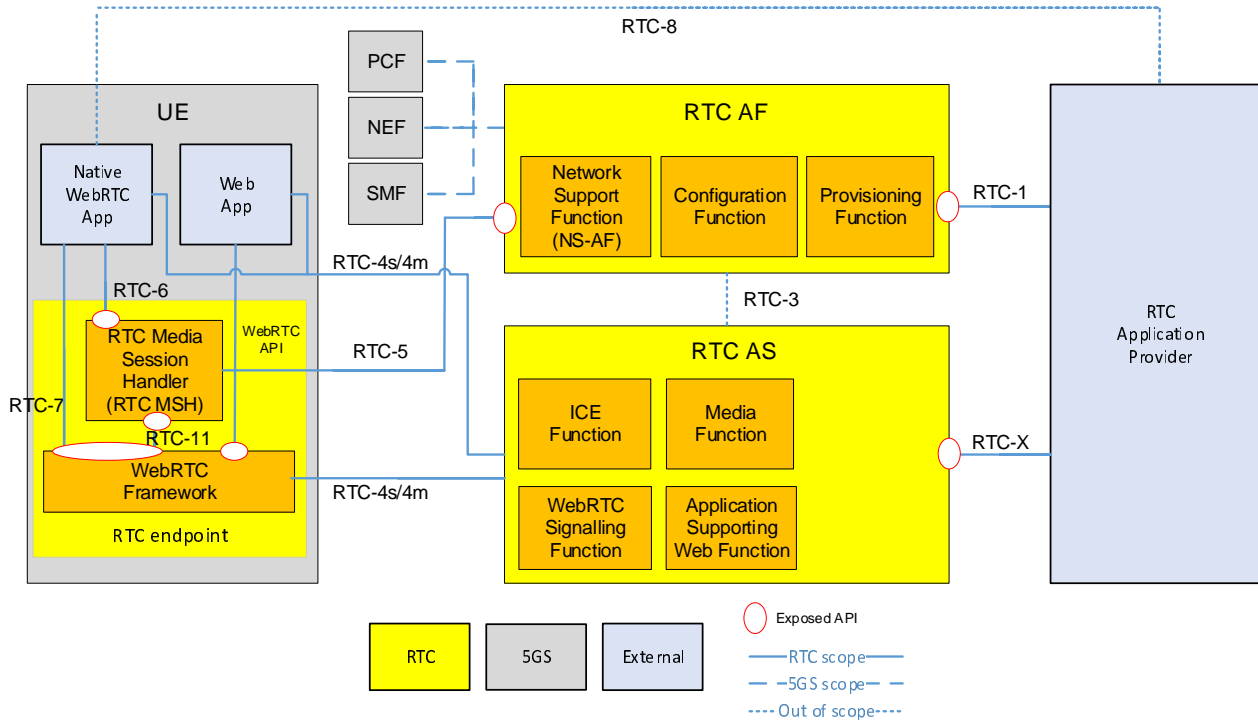 RTC-8
PCF
NEF
SMF
UE
Native
WebRTC
App
Web
App
RTC AF
Network
Support
Function
(NS-AF)
Configuration
Function
Provisioning
Function
RTC-1
RTC-4s/4m
RTC-6
RTC-3
WebRTC
API
RTC Media
Session
Handler
(RTC MSH)
RTC-5
RTC-7
RTC-11
WebRTC
Framework
RTC endpoint
RTC-4s/4m
RTC AS
ICE
Function
Media
Function
WebRTC
Signalling
Function
Application
Supporting
Web Function
RTC-X
RTC
Application
Provider
RTC
5GS
External
Exposed API
RTC scope
5GS scope
Out of scope